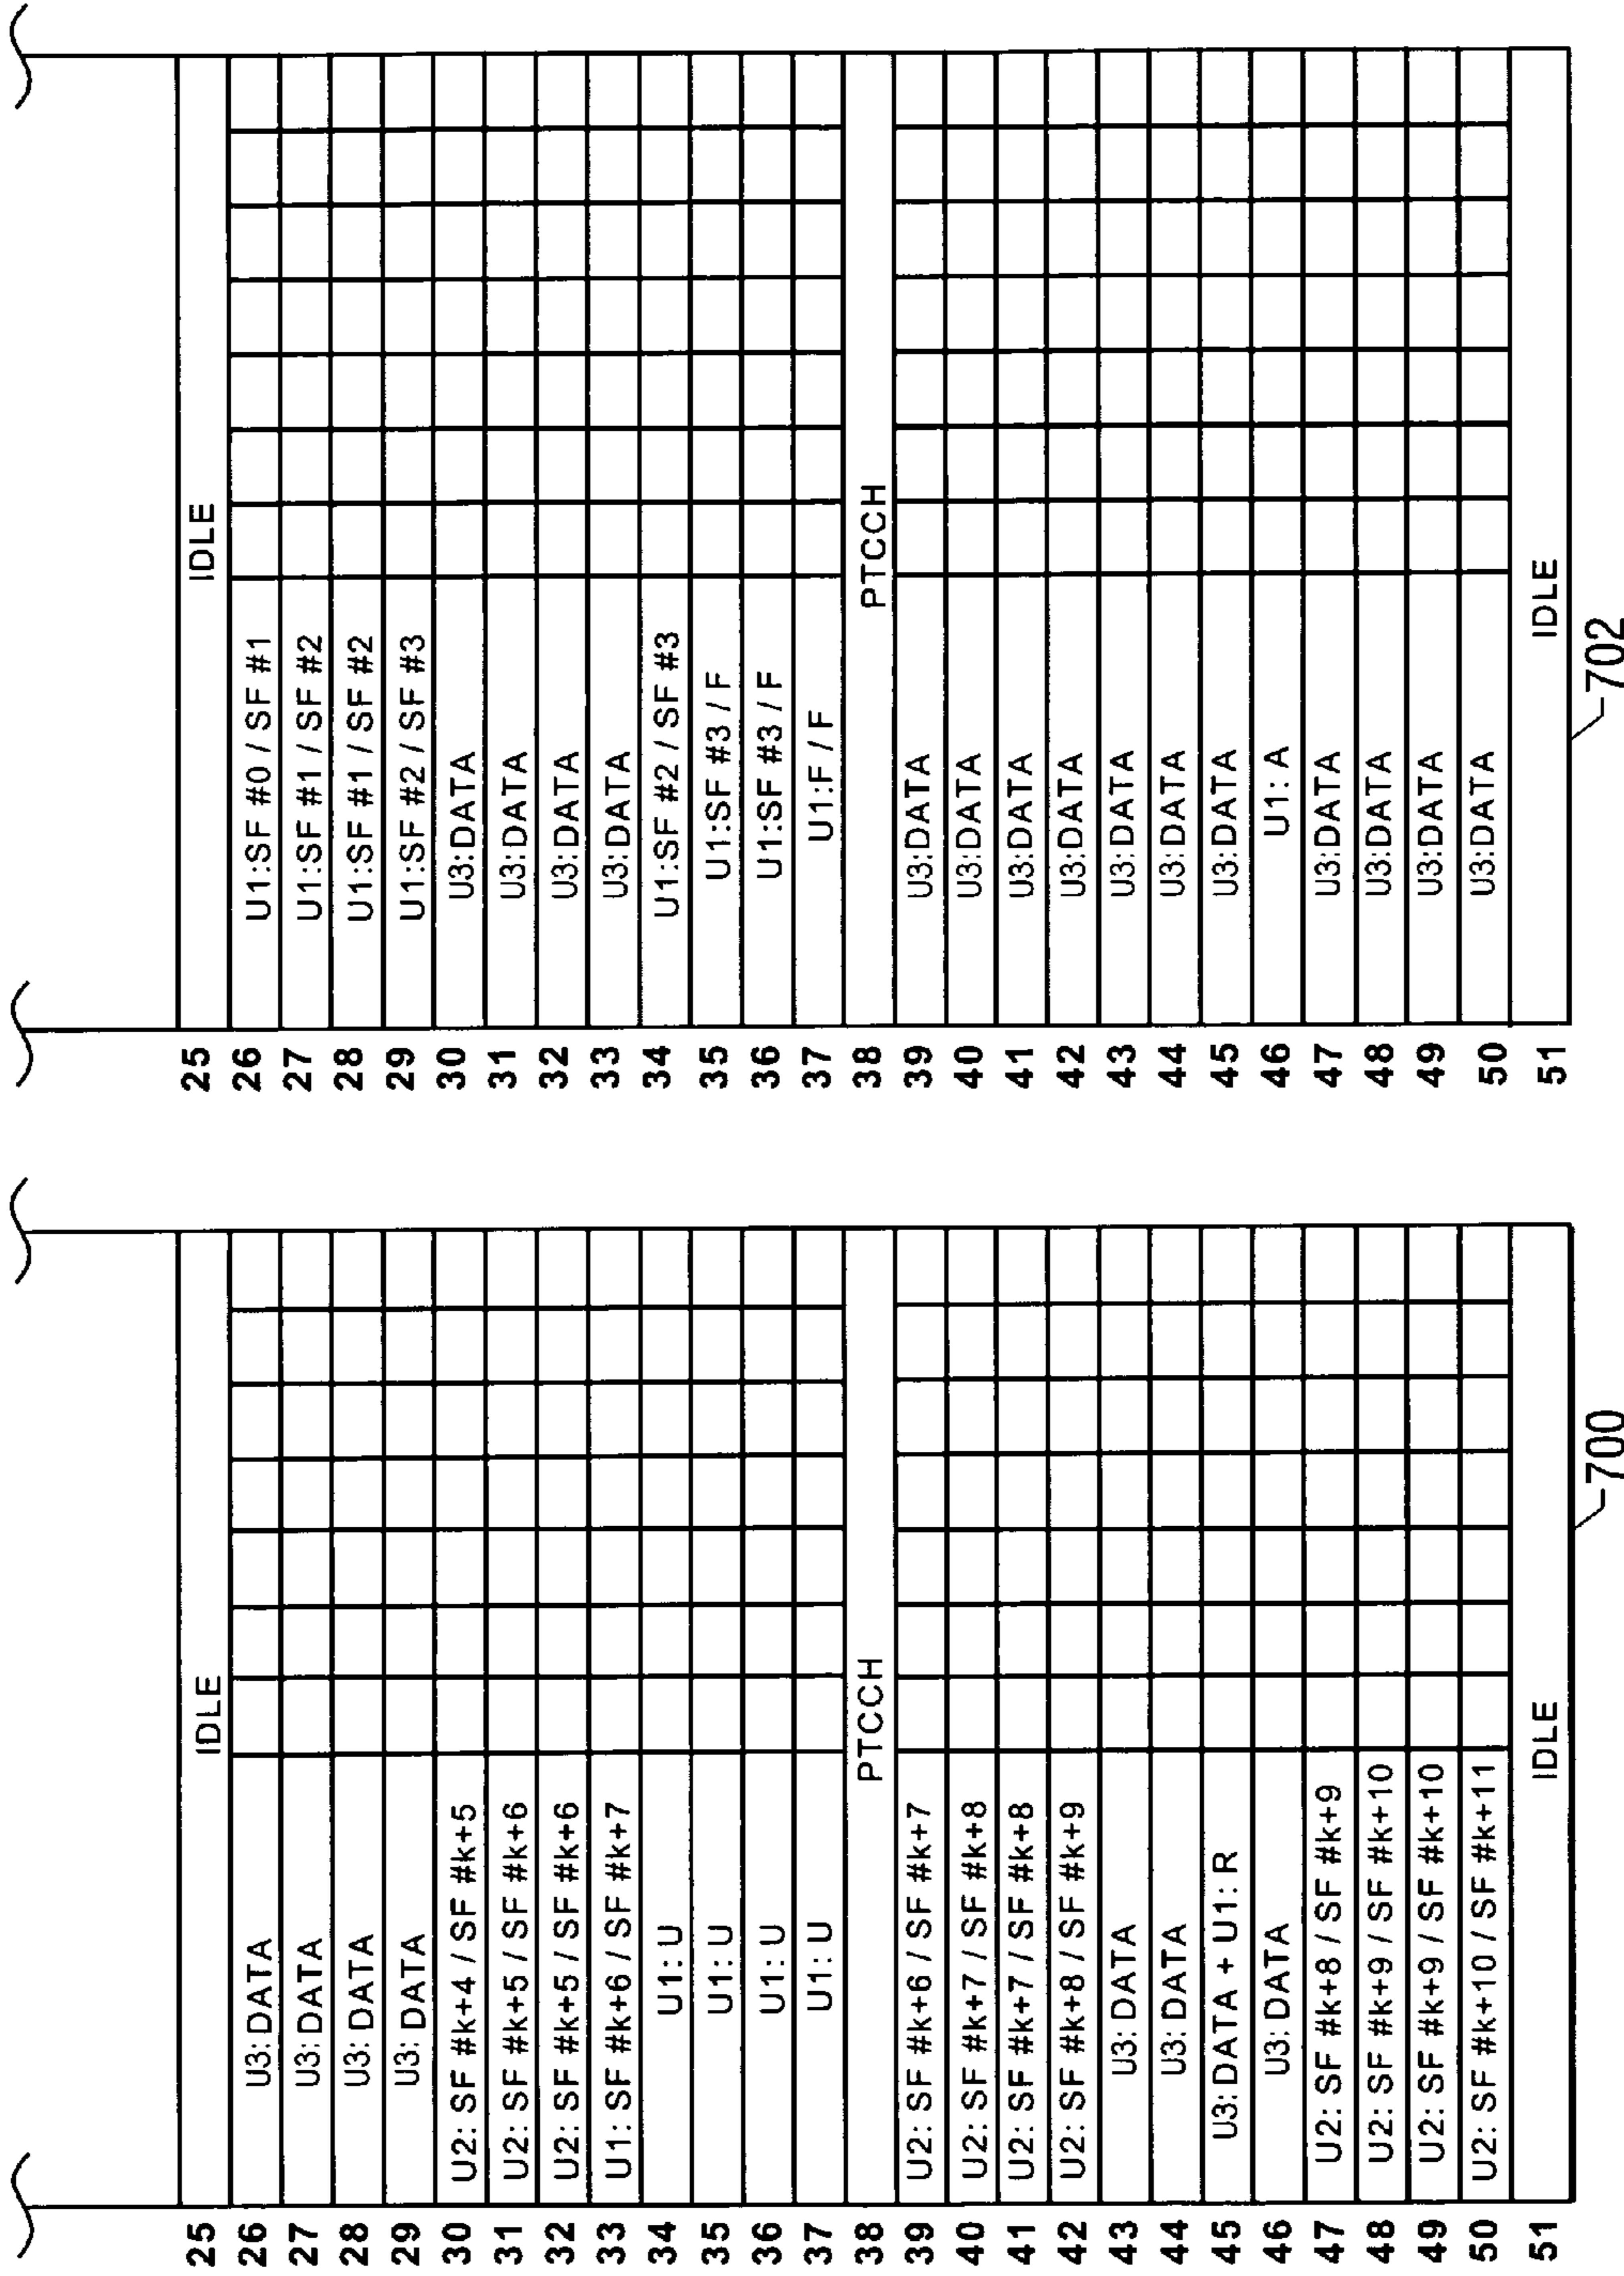 25 IDLE
26 U3: DATA
27 U3: DATA
28 U3: DATA
29 U3: DATA
30 U2: SF #k+4 / SF #k+5
31 U2: SF #k+5 / SF #k+6
32 U2: SF #k+5 / SF #k+6
33 U1: SF #k+6 / SF #k+7
34 U1: U
35 U1: U
36 U1: U
37 U1: U
38 PTCCH
39 U2: SF #k+6 / SF #k+7
40 U2: SF #k+7 / SF #k+8
41 U2: SF #k+7 / SF #k+8
42 U2: SF #k+8 / SF #k+9
43 U3: DATA
44 U3: DATA
45 U3: DATA + U1: R
46 U3: DATA
47 U2: SF #k+8 / SF #k+9
48 U2: SF #k+9 / SF #k+10
49 U2: SF #k+9 / SF #k+10
50 U2: SF #k+10 / SF #k+11
51 IDLE
700
25 IDLE
26 U1:SF #0 / SF #1
27 U1:SF #1 / SF #2
28 U1:SF #1 / SF #2
29 U1:SF #2 / SF #3
30 U3:DATA
31 U3:DATA
32 U3:DATA
33 U3:DATA
34 U1:SF #2 / SF #3
35 U1:SF #3 / F
36 U1:SF #3 / F
37 U1:F / F
38 PTCCH
39 U3:DATA
40 U3:DATA
41 U3:DATA
42 U3:DATA
43 U3:DATA
44 U3:DATA
45 U3:DATA
46 U1: A
47 U3:DATA
48 U3:DATA
49 U3:DATA
50 U3:DATA
51 IDLE
702